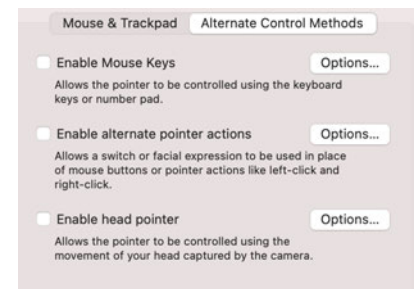 Mouse & Trackpad Alternate Control Methods
Enable Mouse Keys Options...
Allows the pointer to be controlled using the keyboard
keys or number pad.
Enable alternate pointer actions Options...
Allows a switch or facial expression to be used in place
of mouse buttons or pointer actions like left-click and
right-click.
Enable head pointer Options...
Allows the pointer to be controlled using the
movement of your head captured by the camera.